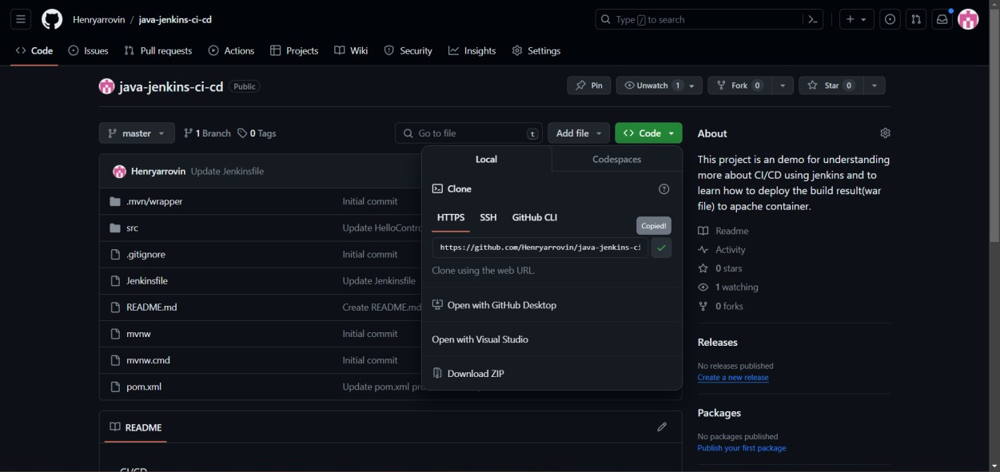 Henryarrovin / java-jenkins-ci-cd
Type / to search
Code
Issues
Pull requests
Actions
Projects
Wiki
Security
Insights
Settings
java-jenkins-ci-cd Public
Pin
Unwatch 1
Fork 0
Star 0
master
1 Branch
0 Tags
Go to file t
Add file
Code
Local
Codespaces
Henryarrovin Update Jenkinsfile
.mvn/wrapper Initial commit
src Update HelloContro
.gitignore Initial commit
Jenkinsfile Update Jenkinsfile
README.md Create README.md
mvnw Initial commit
mvnw.cmd Initial commit
pom.xml Update pom.xml
Clone
HTTPS
SSH
GitHub CLI
Copied!
https://github.com/Henryarrovin/java-jenkins-ci
Clone using the web URL.
Open with GitHub Desktop
Open with Visual Studio
Download ZIP
README
CI/CD
About
This project is an demo for understanding
more about CI/CD using jenkins and to
learn how to deploy the build result(war
file) to apache container.
Readme
Activity
0 stars
1 watching
0 forks
Releases
No releases published
Create a new release
Packages
No packages published
Publish your first package